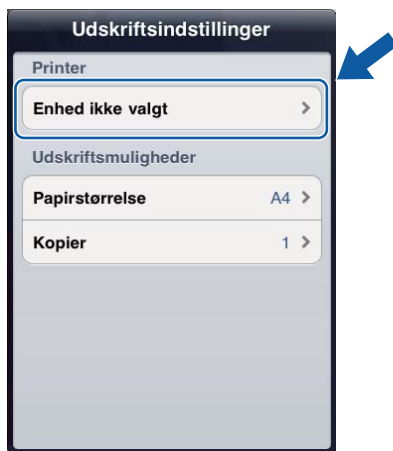 Udskriftsindstillinger
Printer
Enhed ikke valgt
Udskriftsmuligheder
Papirstørrelse A4
Kopier 1